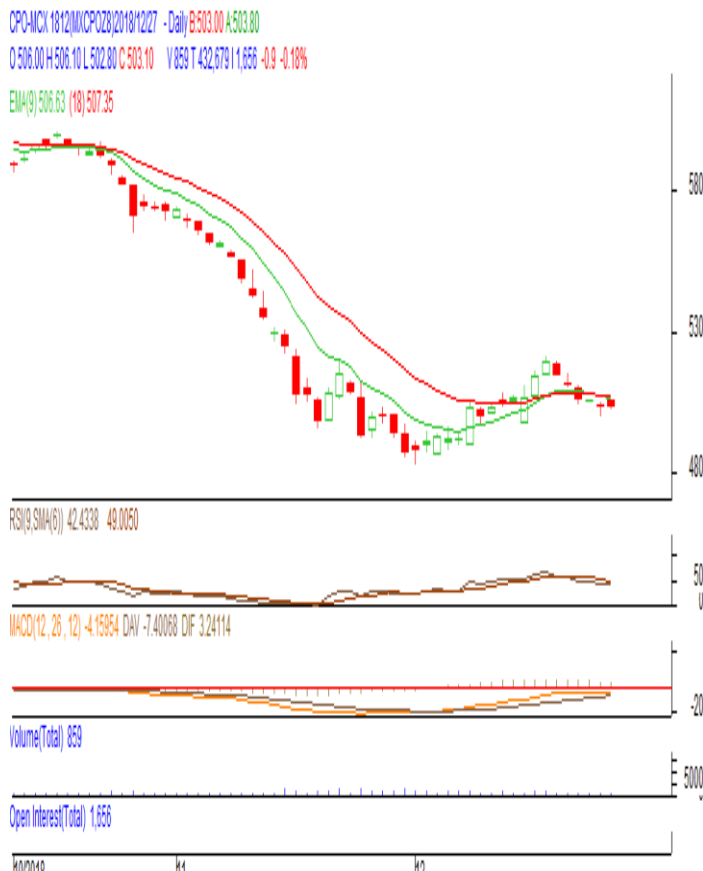 CPO-MCX 1812(MXCPOZ8)2018/12/27 - Daily B:503.00 A:503.80
O 506.00 H 506.10 L 502.80 C 503.10 V 859 T 432,679 I 1,656 -0.9 -0.18%
EMA(9) 506.63 (18) 507.35
580
530
480
RSI(9,SMA(6)) 42.4338 49.0050
50
MACD(12 , 26 , 12) -4.15954 DAV -7.40068 DIF 3.24114
-20
Volume(Total) 859
5000
Open Interest(Total) 1,656
10/2018 11 12